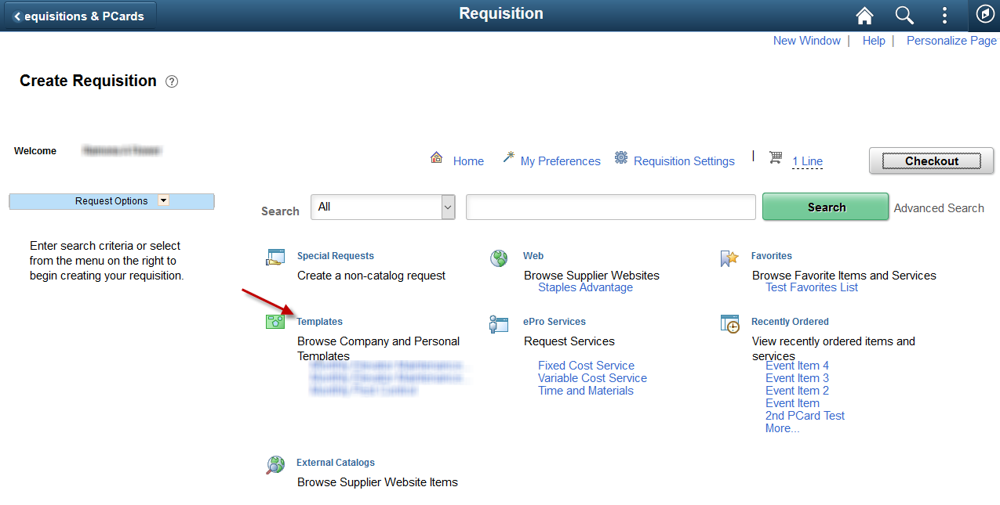 equisitions & PCards
Requisition
New Window | Help | Personalize Page
Create Requisition ?
Welcome
Home
My Preferences
Requisition Settings
1 Line
Checkout
Request Options
Search
All
Search
Advanced Search
Enter search criteria or select
from the menu on the right to
begin creating your requisition.
Special Requests
Create a non-catalog request
Web
Browse Supplier Websites
Staples Advantage
Favorites
Browse Favorite Items and Services
Test Favorites List
Templates
Browse Company and Personal
Templates
ePro Services
Request Services
Fixed Cost Service
Variable Cost Service
Time and Materials
Recently Ordered
View recently ordered items and
services
Event Item 4
Event Item 3
Event Item 2
Event Item
2nd PCard Test
More...
External Catalogs
Browse Supplier Website Items